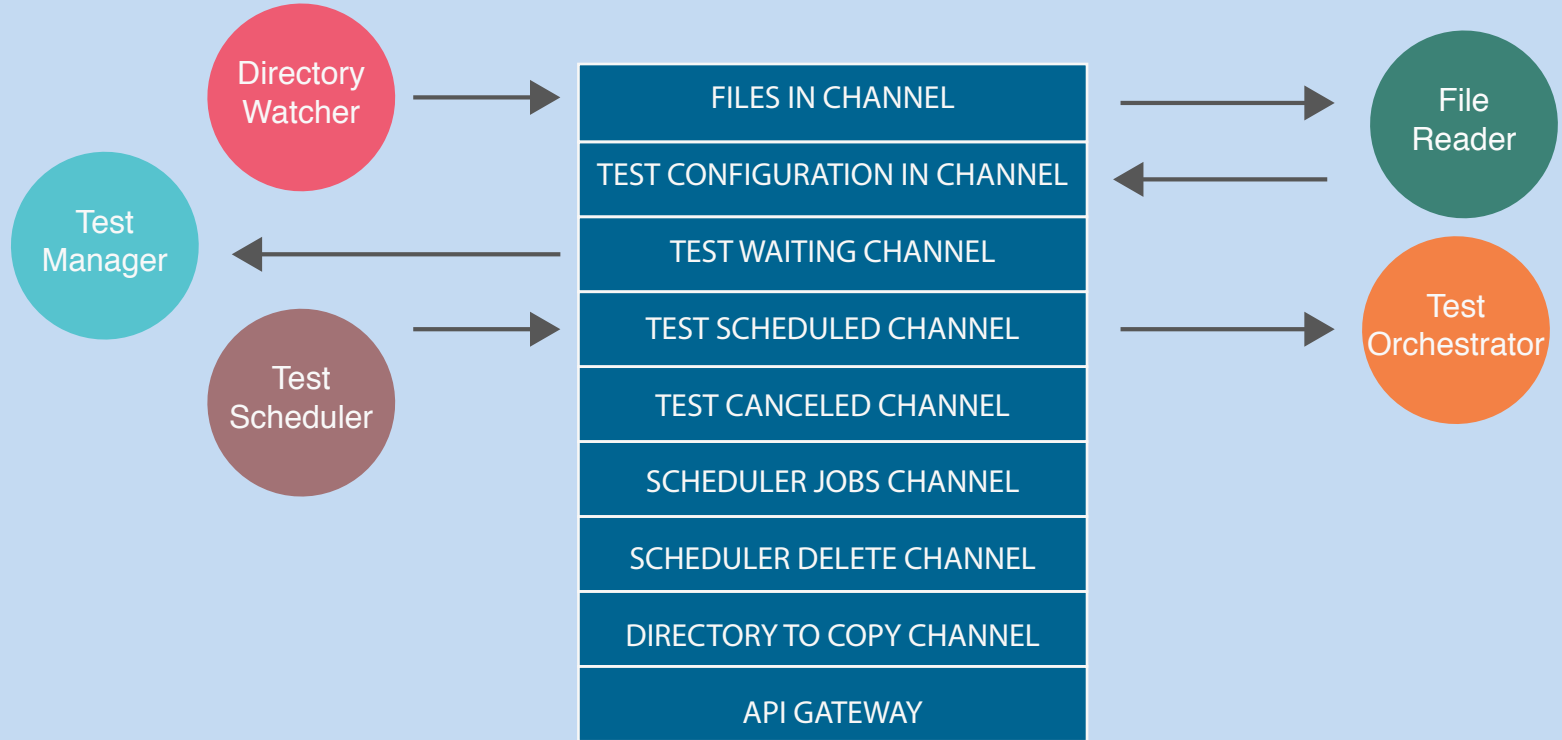 Directory
Watcher
FILES IN CHANNEL
File
Reader
TEST CONFIGURATION IN CHANNEL
Test
Manager
TEST WAITING CHANNEL
TEST SCHEDULED CHANNEL
Test
Orchestrator
Test
Scheduler
TEST CANCELED CHANNEL
SCHEDULER JOBS CHANNEL
SCHEDULER DELETE CHANNEL
DIRECTORY TO COPY CHANNEL
API GATEWAY